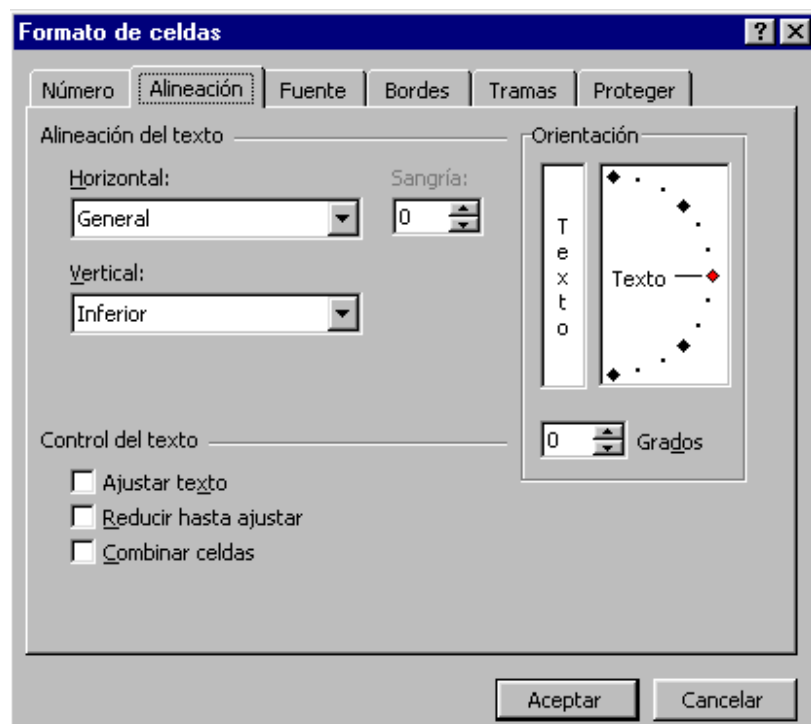 Formato de celdas
Número Alineación Fuente Bordes Tramas Proteger
Alineación del texto
Horizontal:
General
Sangría:
0
Vertical:
Inferior
Control del texto
Ajustar texto
Reducir hasta ajustar
Combinar celdas
Orientación
Texto
Texto
0 Grados
Aceptar Cancelar